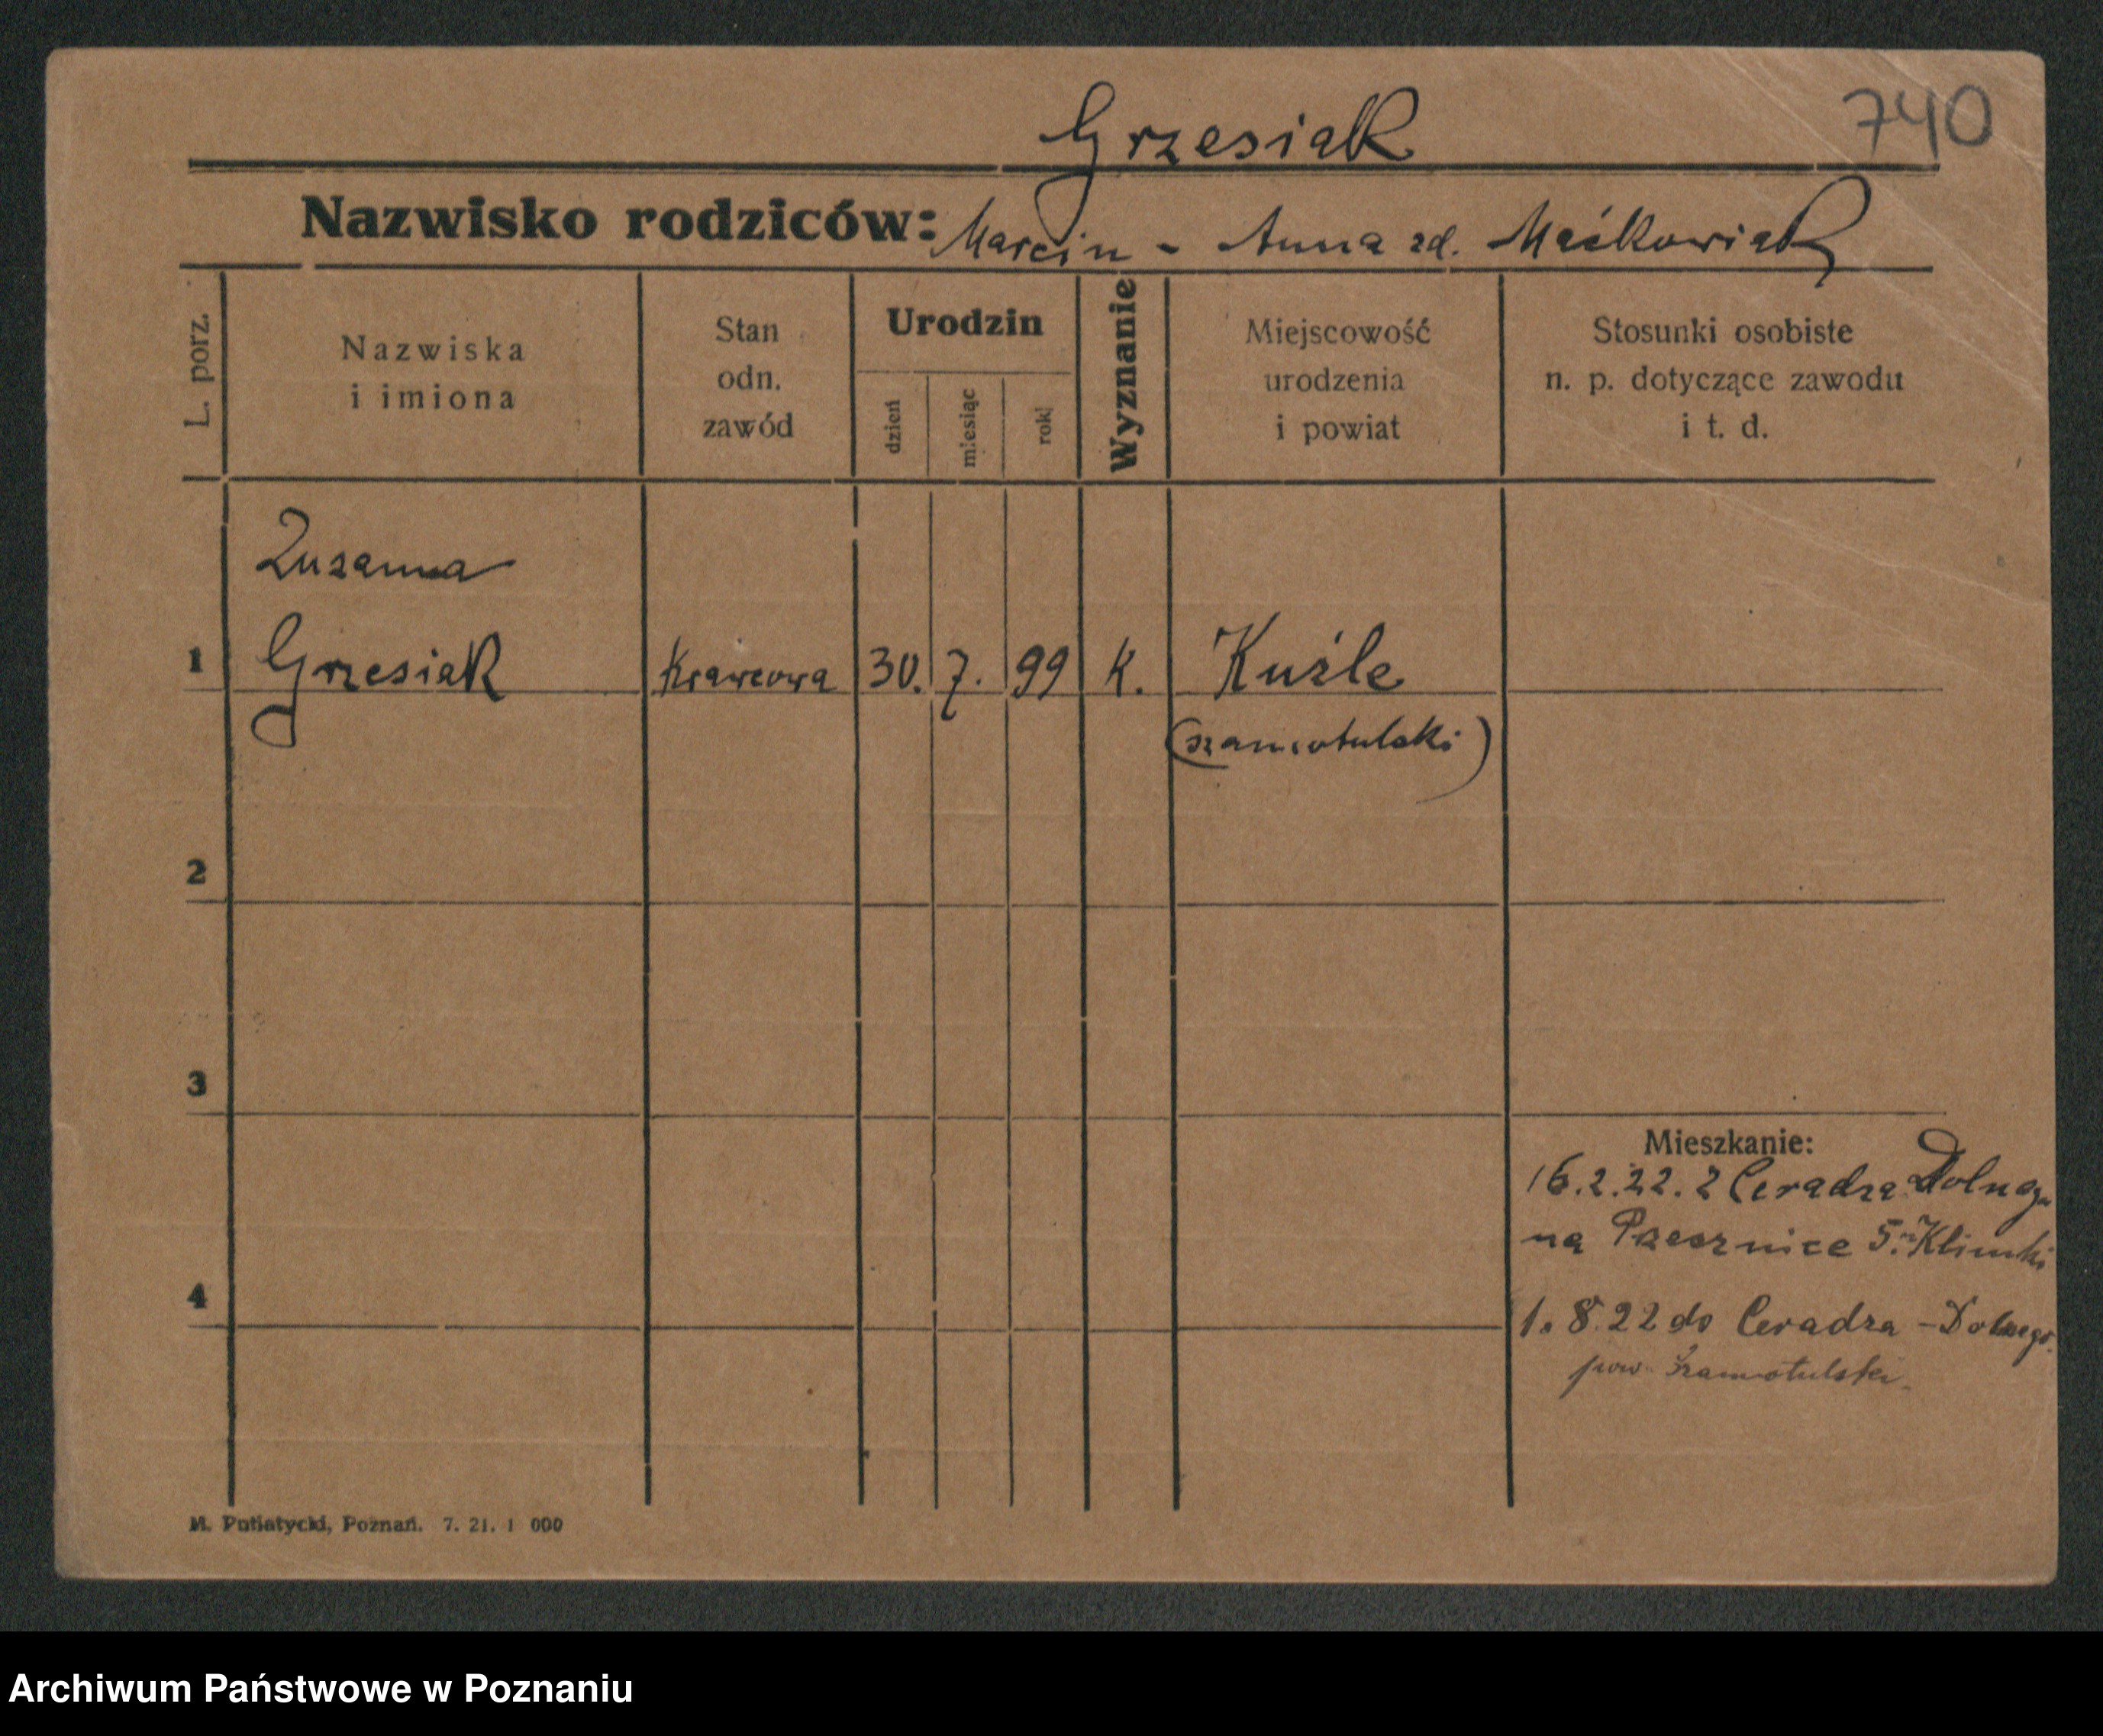 740
Grzesiak
Nazwisko rodziców: Marcin - Anna zd. Maćkowiak
L. porz.
Nazwiska
i imiona
Stan
odn.
zawód
Urodzin
dzień
miesiąc
rok
Wyznanie
Miejscowość
urodzenia
i powiat
Stosunki osobiste
n. p. dotyczące zawodu
i t. d.
Zuzanna
1 Grzesiak Krawcowa 30. 7. 99 K. Kuźle
(szamotulski)
2
3
4
Mieszkanie:
16.2.22. z Ceradza Dolnego
na 5. Klimki
1. 8. 22 do Ceradza - Dolnego
pow. Szamotulski.
M. Putiatycki, Poznań. 7. 21. 1 000
Archiwum Państwowe w Poznaniu